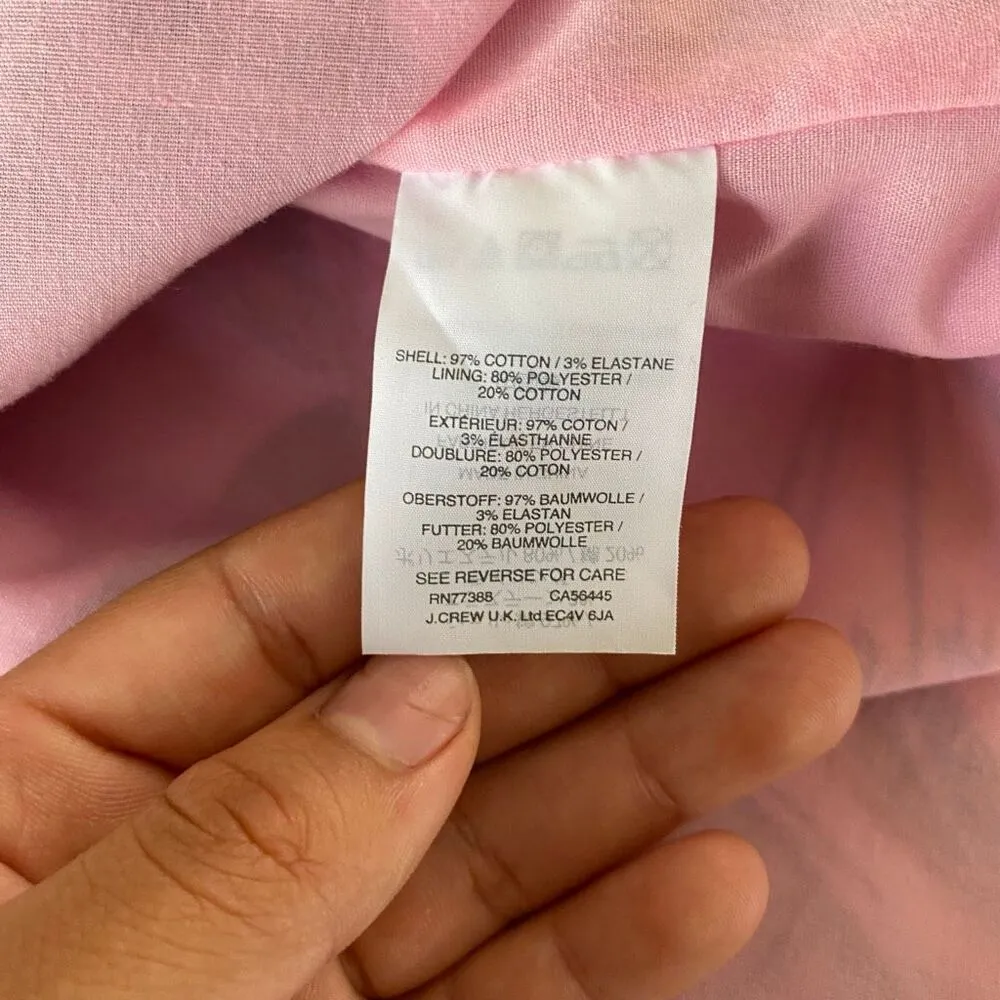 SHELL: 97% COTTON / 3% ELASTANE
LINING: 80% POLYESTER /
20% COTTON
EXTÉRIEUR: 97% COTON /
3% ÉLASTHANNE
DOUBLURE: 80% POLYESTER /
20% COTON
OBERSTOFF: 97% BAUMWOLLE /
3% ELASTAN
FUTTER: 80% POLYESTER /
20% BAUMWOLLE
SEE REVERSE FOR CARE
RN77388 CA56445
J.CREW U.K. Ltd EC4V 6JA